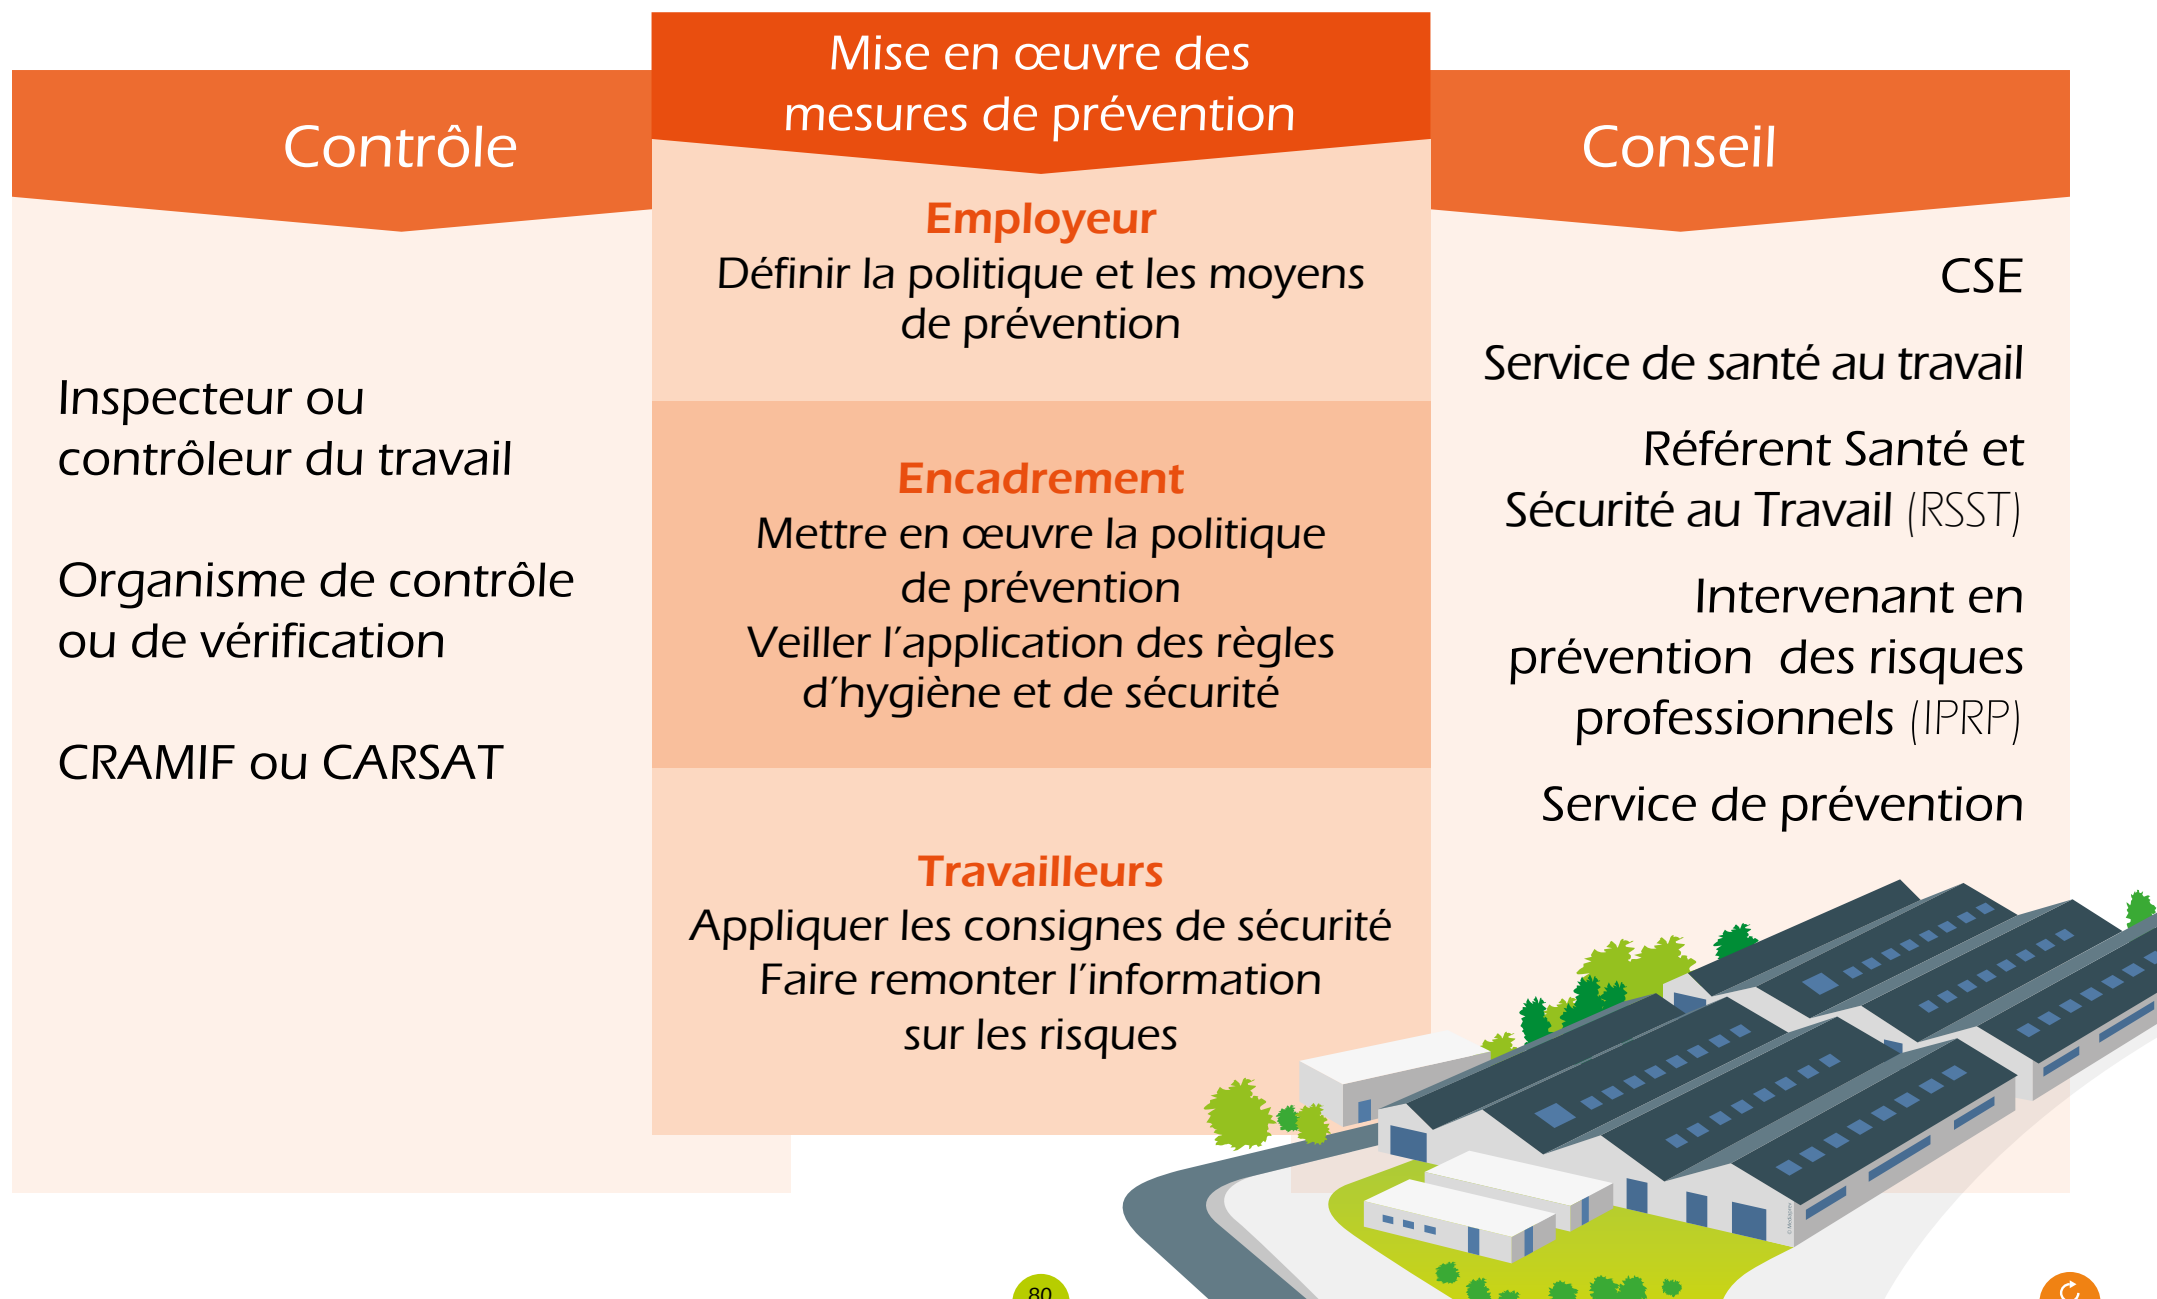 Contrôle
Inspecteur ou
contrôleur du travail
Organisme de contrôle
ou de vérification
CRAMIF ou CARSAT
Mise en œuvre des
mesures de prévention
Employeur
Définir la politique et les moyens
de prévention
Encadrement
Mettre en œuvre la politique
de prévention
Veiller l’application des règles
d’hygiène et de sécurité
Travailleurs
Appliquer les consignes de sécurité
Faire remonter l’information
sur les risques
Conseil
CSE
Service de santé au travail
Référent Santé et
Sécurité au Travail (RSST)
Intervenant en
prévention des risques
professionnels (IPRP)
Service de prévention
80